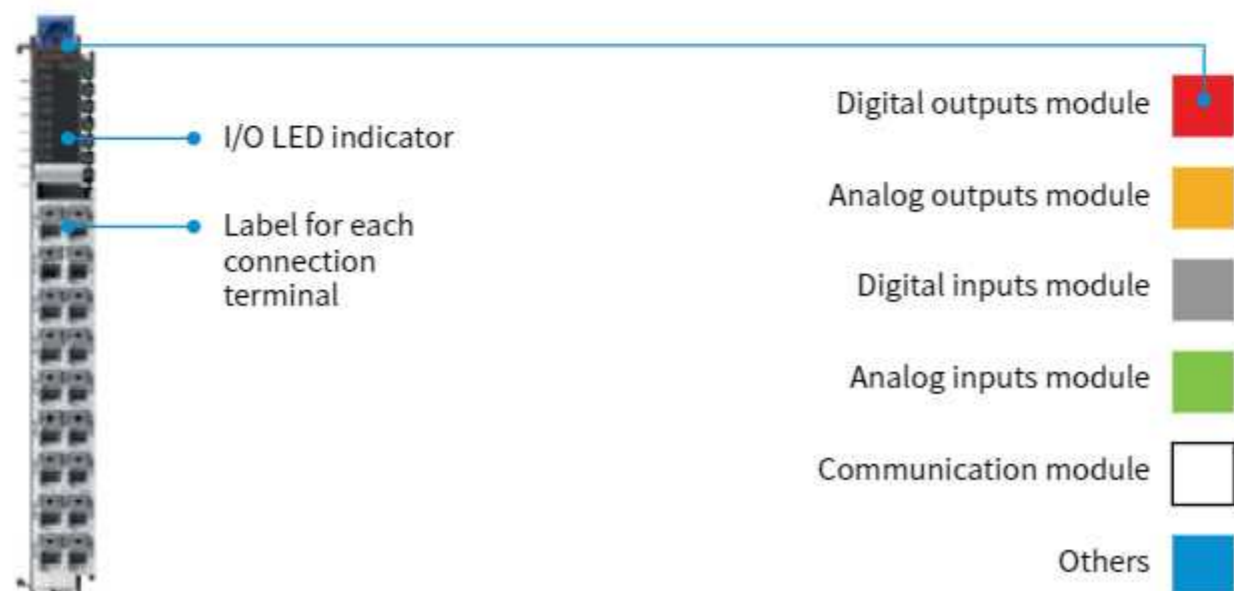 I/O LED indicator
Label for each
connection
terminal
Digital outputs module
Analog outputs module
Digital inputs module
Analog inputs module
Communication module
Others